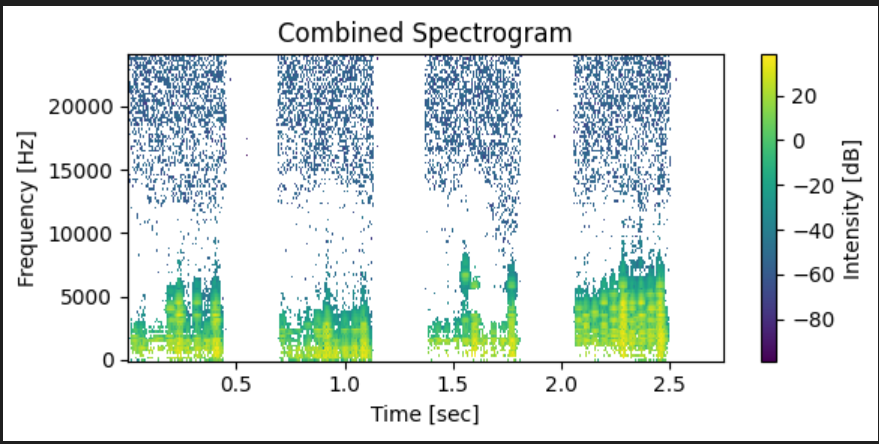 Combined Spectrogram
Frequency [Hz]
20000
15000
10000
5000
0
0.5 1.0 1.5 2.0 2.5
Time [sec]
20
0
−20
−40
−60
−80
Intensity [dB]